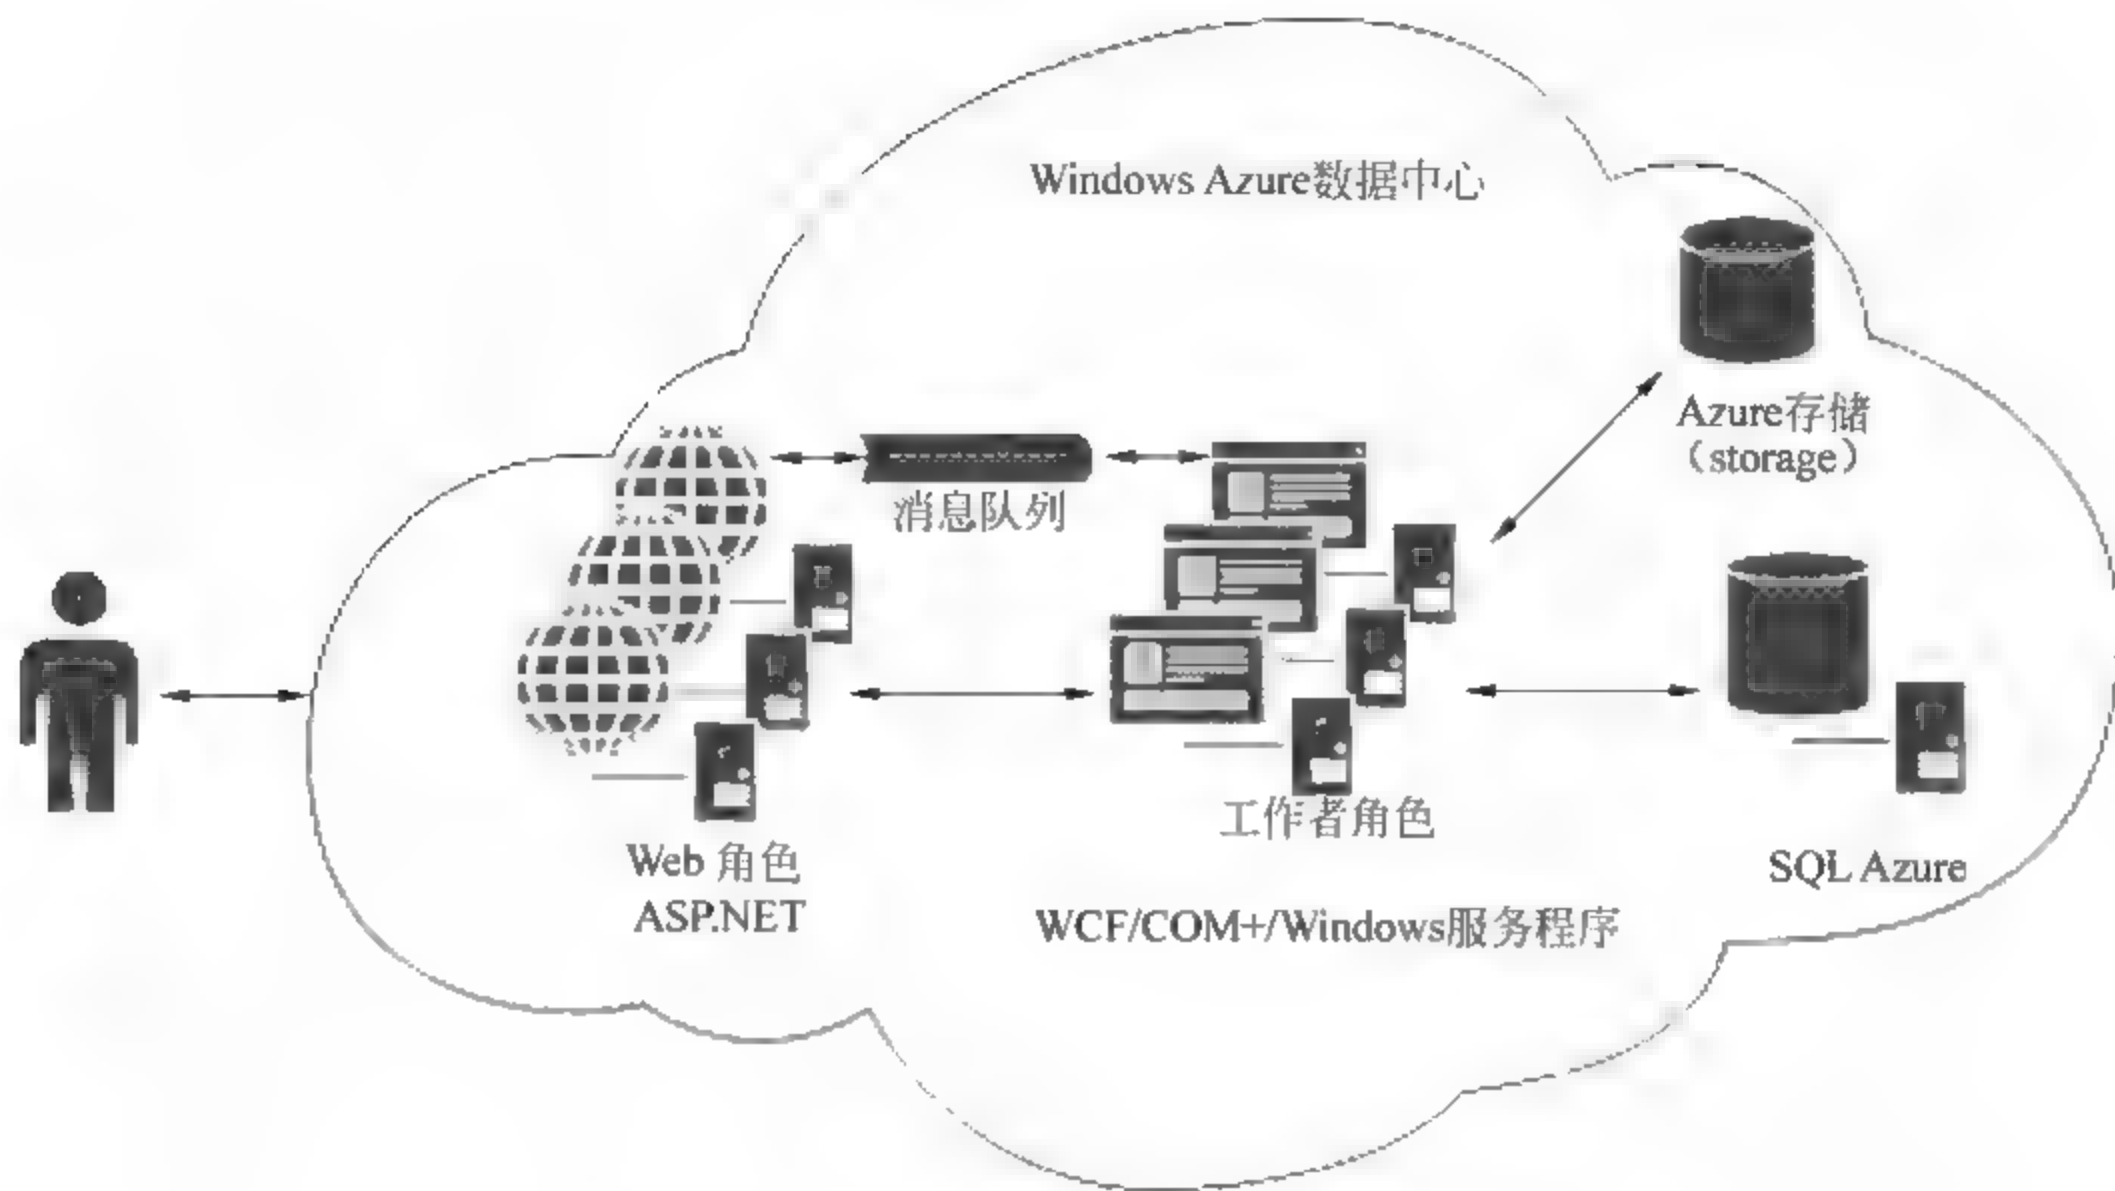 Windows Azure数据中心
Azure存储
（storage）
消息队列
工作者角色
Web 角色
ASP.NET
SQL Azure
WCF/COM+/Windows服务程序